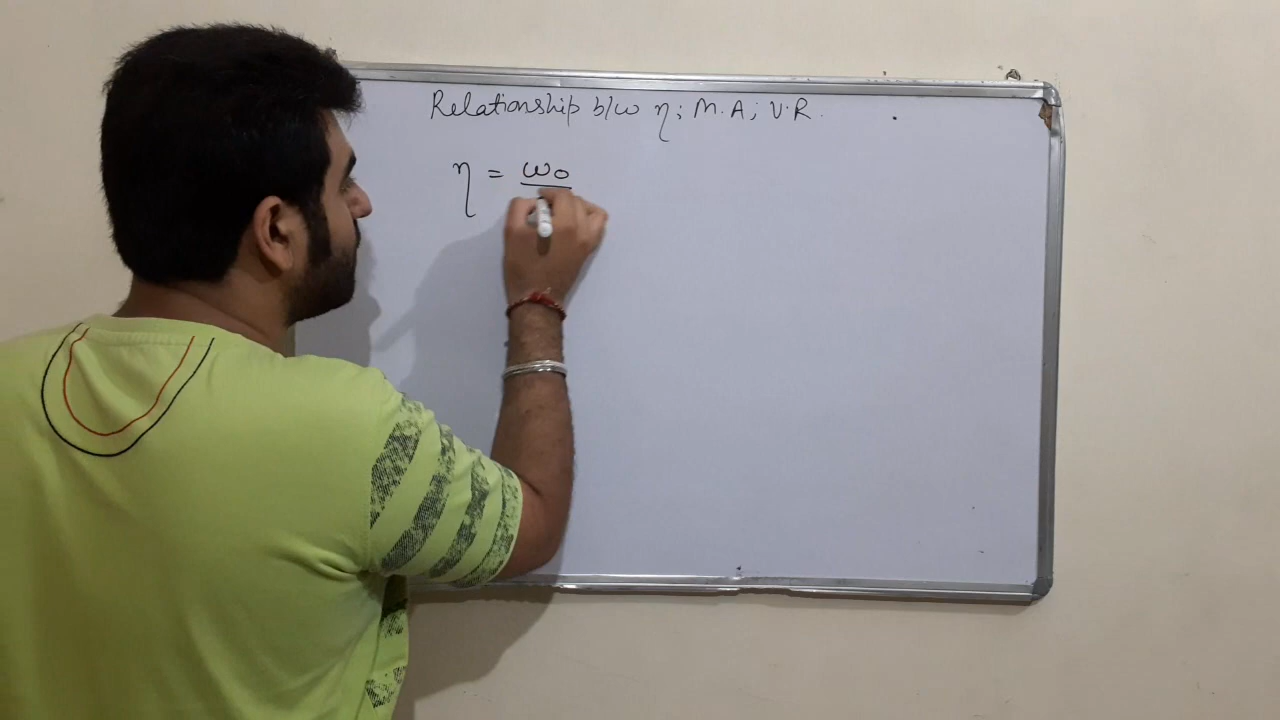 Relationship b/w η; M.A; V.R.
η = ωo